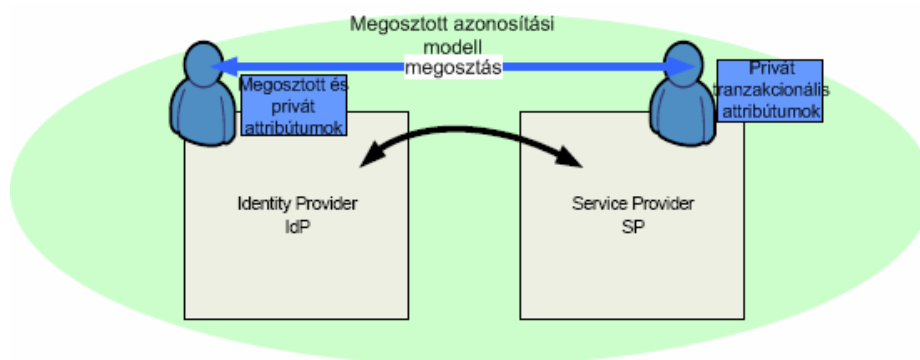 Megosztott azonosítási
modell
megosztás
Megosztott és
privát
attribútumok
Privát
tranzakcionális
attribútumok
Identity Provider
IdP
Service Provider
SP